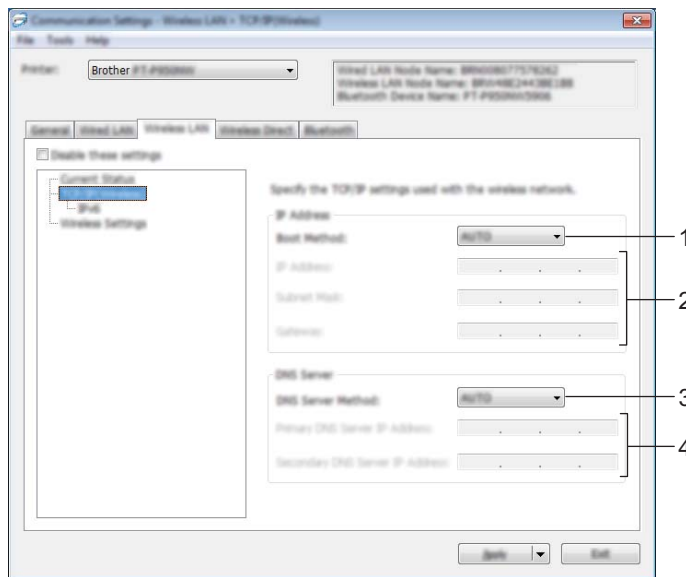 Communication Settings - Wireless LAN > TCP/IP(Wireless)
File Tools Help
Printer: Brother PT-P950NW
Wired LAN Node Name:
Wireless LAN Node Name:
Bluetooth Device Name: PT-P950NW5906
General Wired LAN Wireless LAN Wireless Direct Bluetooth
Disable these settings
Current Status
IPv6
Wireless Settings
Specify the TCP/IP settings used with the wireless network.
IP Address
Boot Method: AUTO 1
IP Address: . . .
Subnet Mask: . . . 2
Gateway: . . .
DNS Server
DNS Server Method: AUTO 3
Primary DNS Server IP Address: . . .
4
Secondary DNS Server IP Address: . . .
Apply Exit